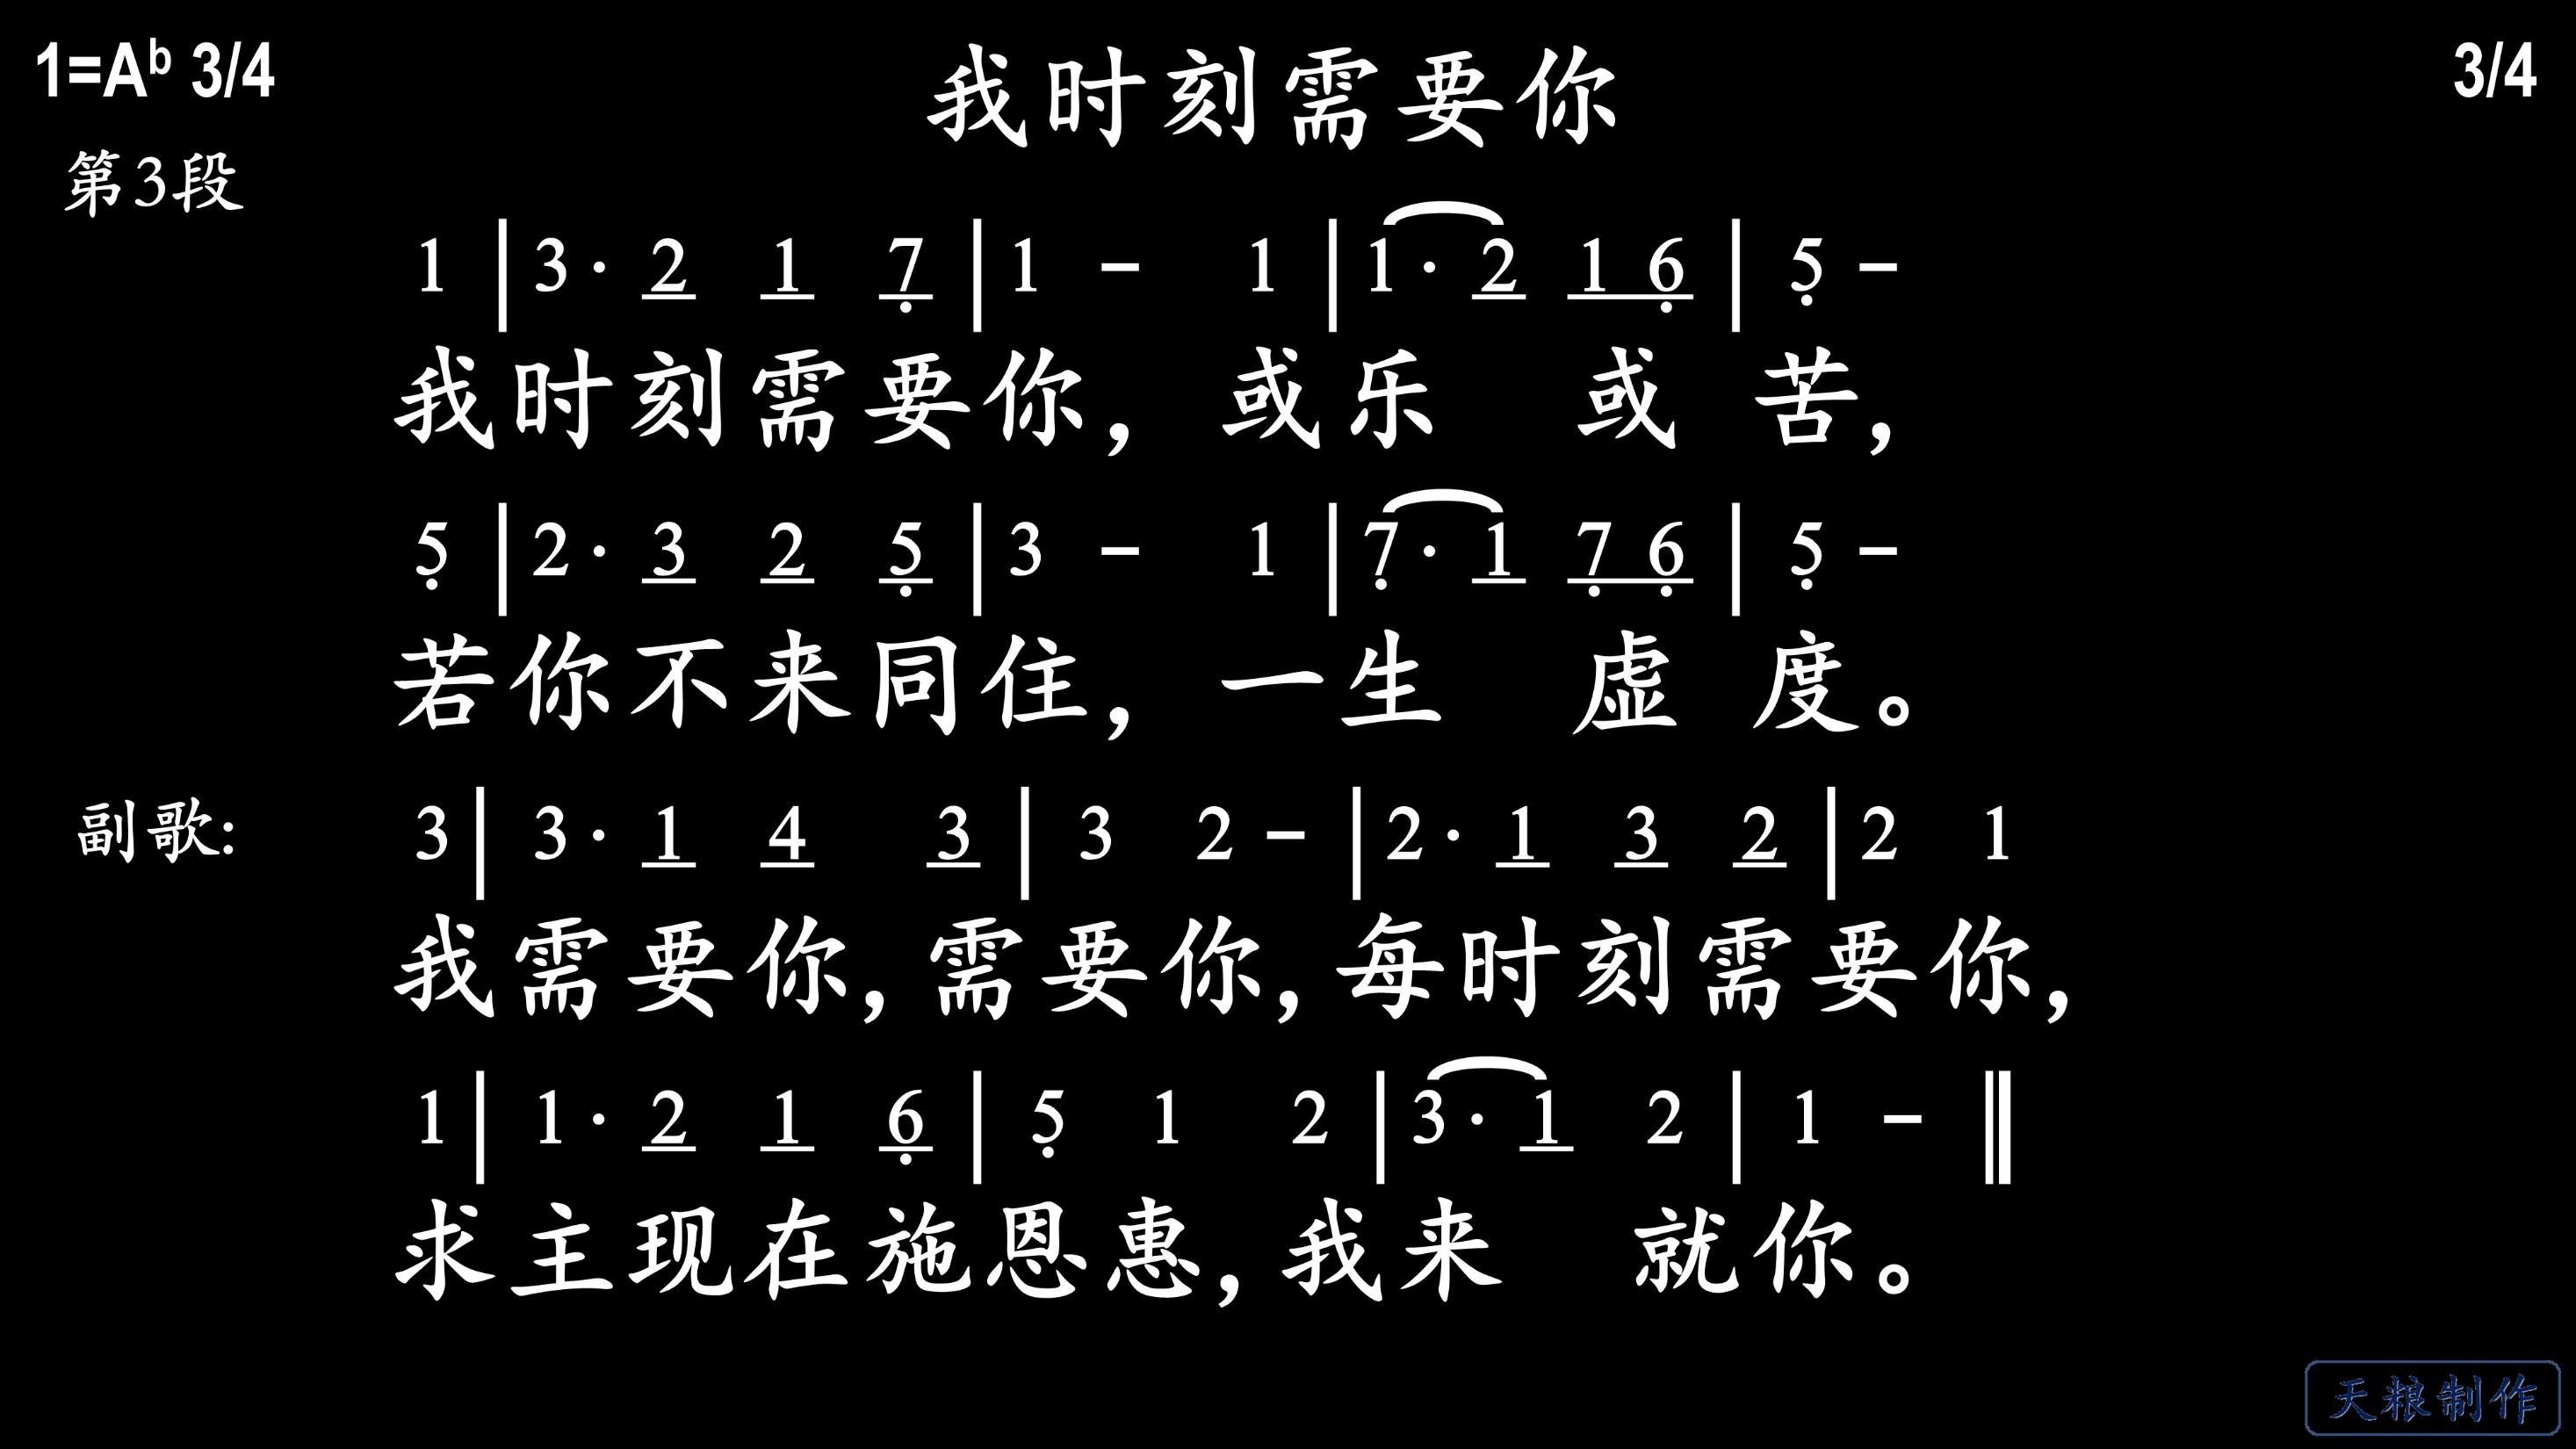 1=Aᵇ 3/4
我时刻需要你
3/4
第3段
1 | 3· 2 1 7̣ | 1 – 1 | 1· 2 1 6̣ | 5̣ –
我时刻需要你，或乐 或 苦，
5̣ | 2· 3 2 5̣ | 3 – 1 | 7̣· 1 7̣ 6̣ | 5̣ –
若你不来同住，一生 虚 度。
副歌: 3 | 3· 1 4 3 | 3 2 – | 2· 1 3 2 | 2 1
我需要你，需要你，每时刻需要你，
1 | 1· 2 1 6̣ | 5̣ 1 2 | 3· 1 2 | 1 – ‖
求主现在施恩惠，我来 就你。
天粮制作